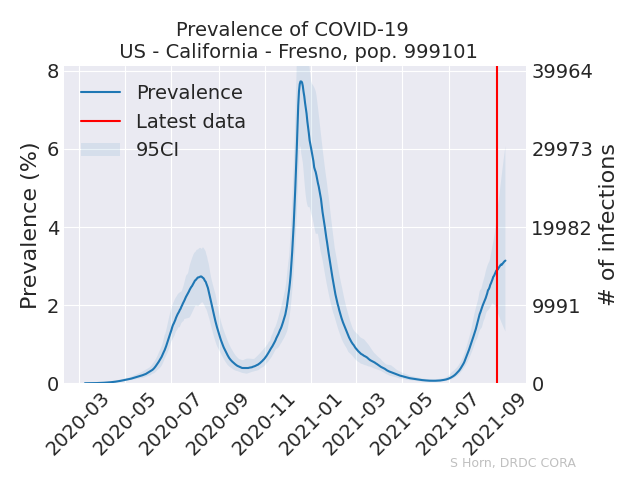 Prevalence of COVID-19
US - California - Fresno, pop. 999101
Prevalence (%)
8
6
4
2
0
Prevalence
Latest data
95CI
39964
29973
19982
9991
0
# of infections
2020-03
2020-05
2020-07
2020-09
2020-11
2021-01
2021-03
2021-05
2021-07
2021-09
S Horn, DRDC CORA